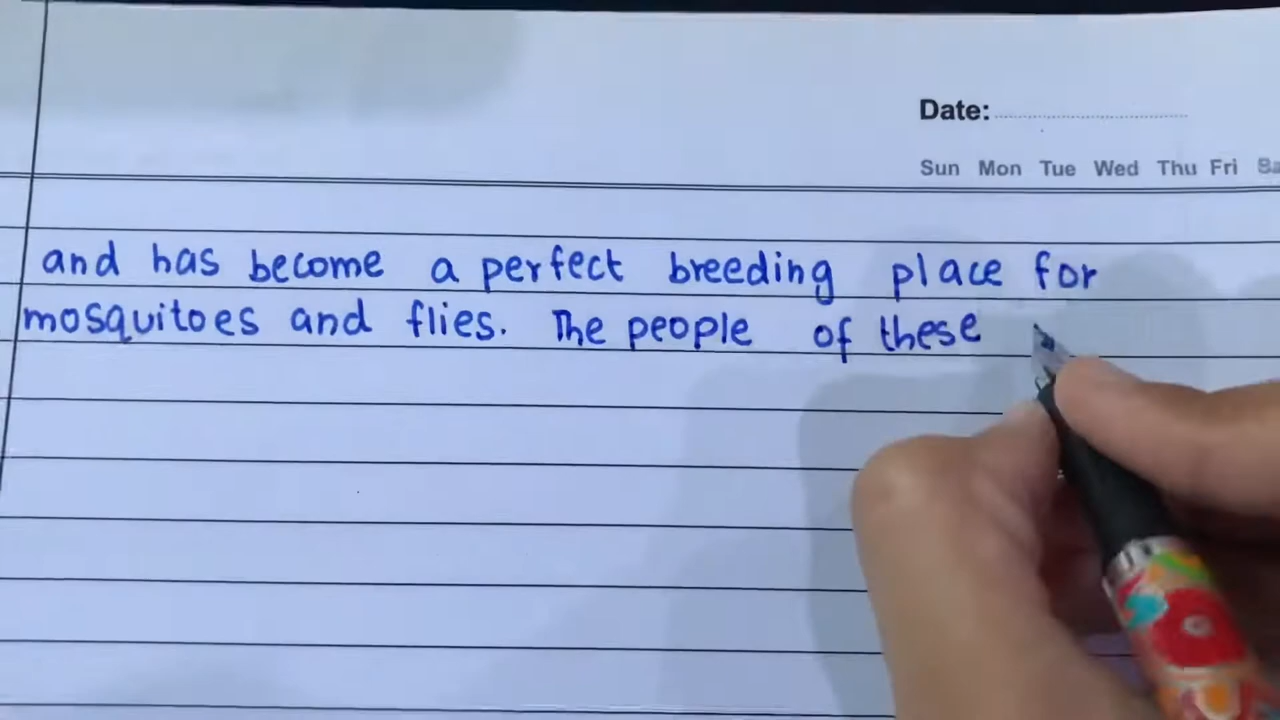 Date:
Sun Mon Tue Wed Thu Fri
and has become a perfect breeding place for
mosquitoes and flies. The people of these